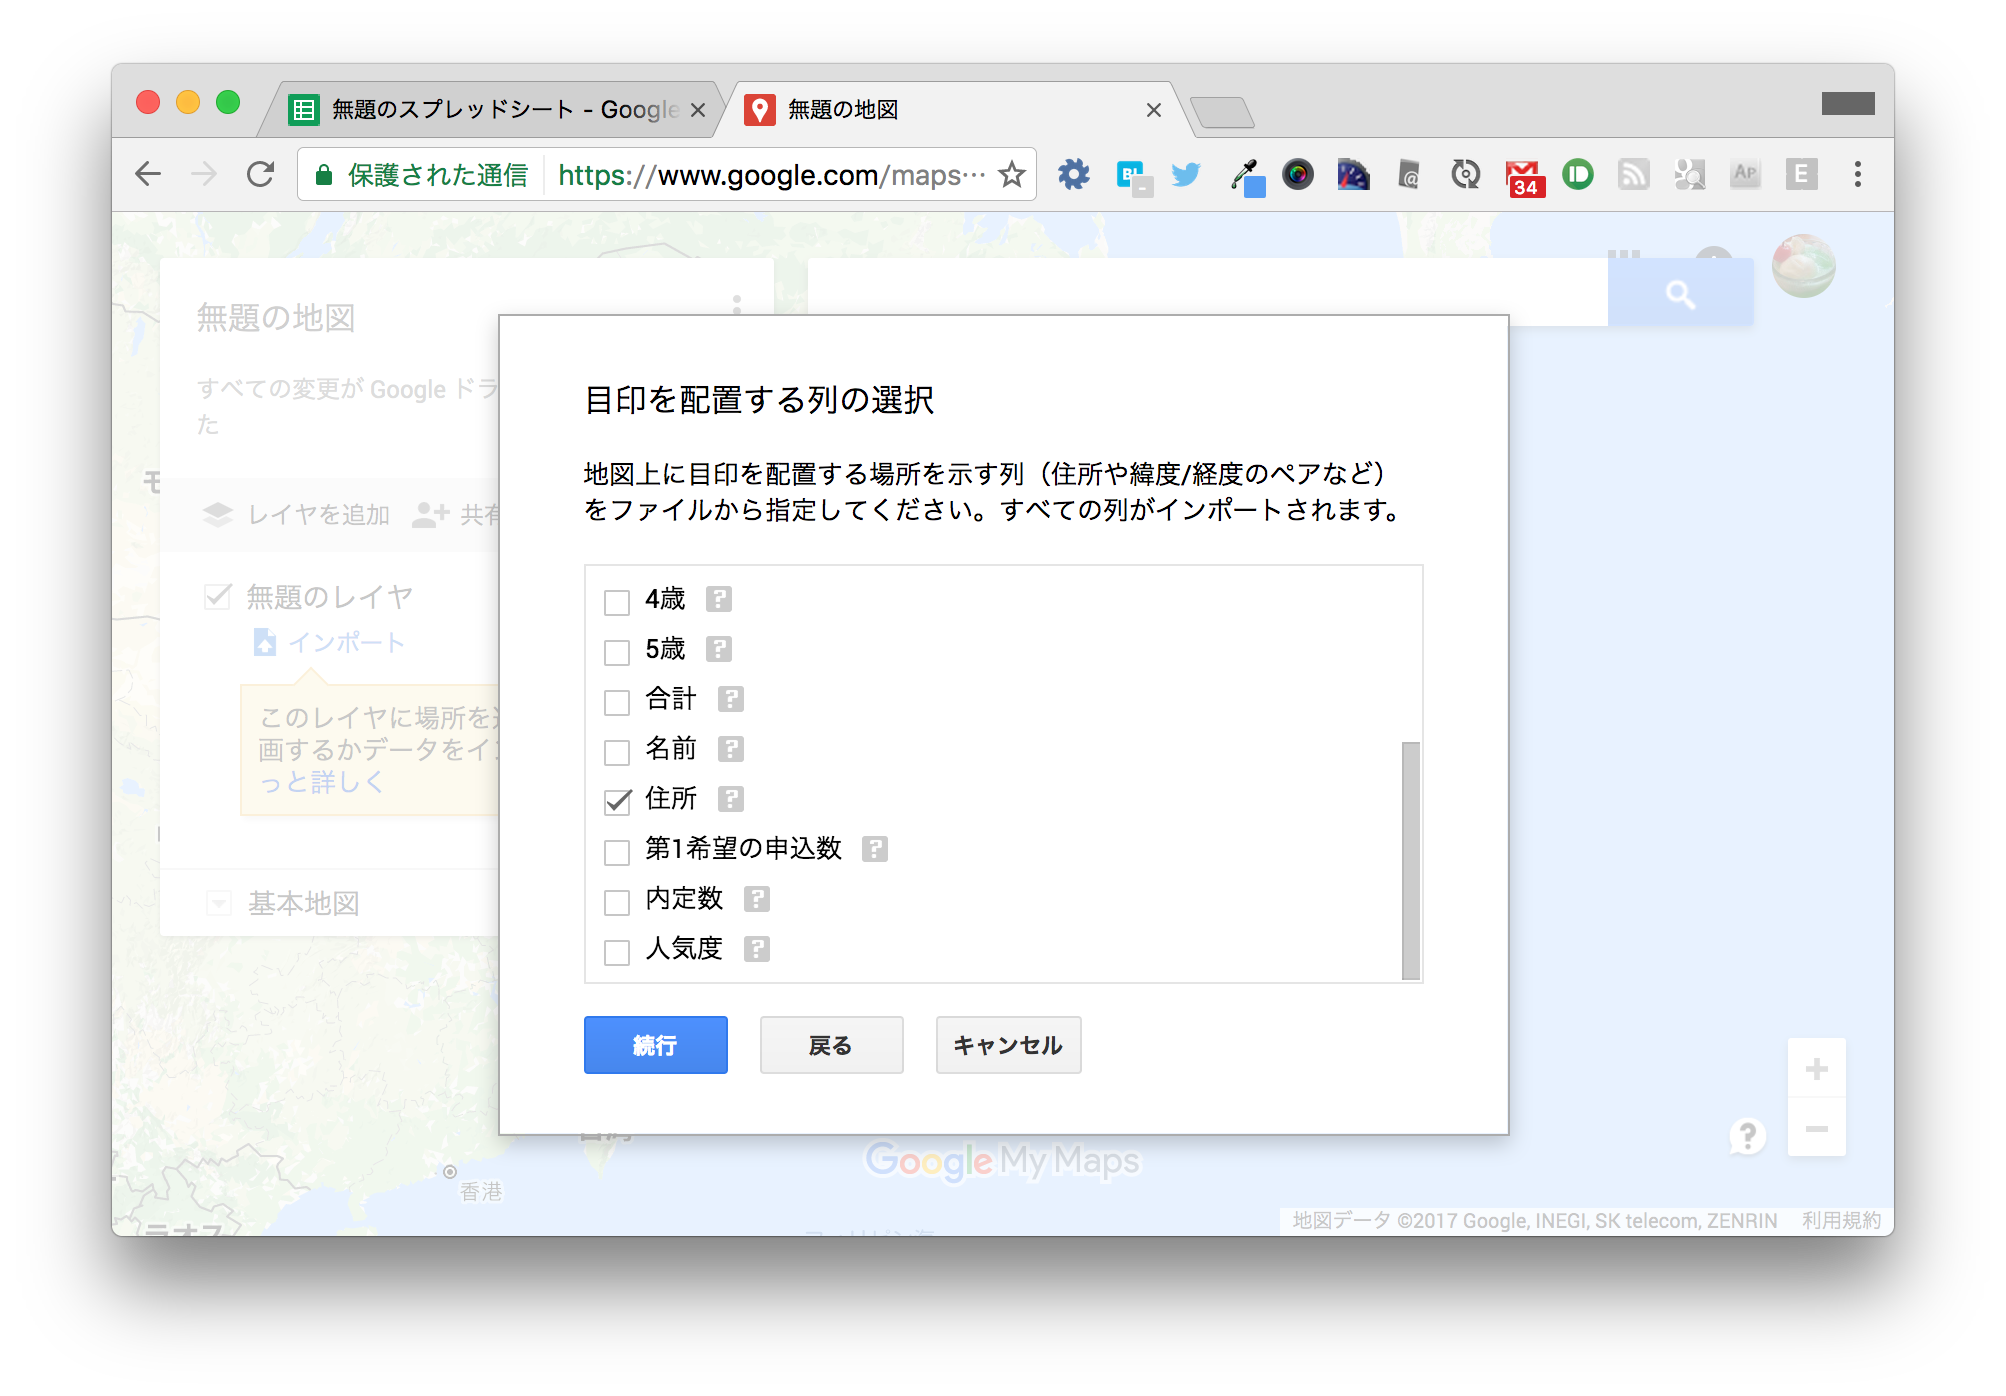 無題のスプレッドシート - Google
無題の地図
保護された通信
https://www.google.com/maps…
34
AP
E
無題の地図
すべての変更が Google ドラ
た
レイヤを追加
共有
無題のレイヤ
インポート
このレイヤに場所を
画するかデータをイ
っと詳しく
基本地図
目印を配置する列の選択
地図上に目印を配置する場所を示す列（住所や緯度/経度のペアなど）
をファイルから指定してください。すべての列がインポートされます。
4歳 ?
5歳 ?
合計 ?
名前 ?
住所 ?
第1希望の申込数 ?
内定数 ?
人気度 ?
続行
戻る
キャンセル
Google My Maps
香港
ラオス
地図データ ©2017 Google, INEGI, SK telecom, ZENRIN
利用規約